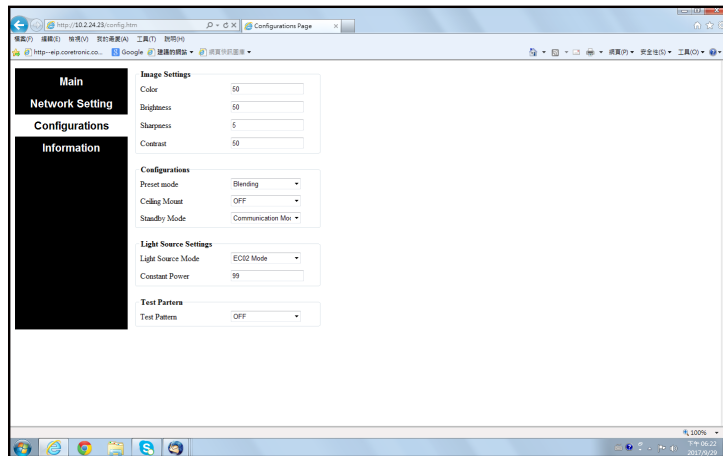 http://10.2.24.23/config.htm
Configurations Page
檔案(F) 編輯(E) 檢視(V) 我的最愛(A) 工具(T) 說明(H)
http--eip.coretronic.co... Google 建議的網站 網頁快訊圖庫
網頁(P) 安全性(S) 工具(O)
Main
Network Setting
Configurations
Information
Image Settings
Color 50
Brightness 50
Sharpness 5
Contrast 50
Configurations
Preset mode Blending
Ceiling Mount OFF
Standby Mode Communication Mo
Light Source Settings
Light Source Mode EC02 Mode
Constant Power 99
Test Partern
Test Pattern OFF
100%
下午 06:22
2017/9/29